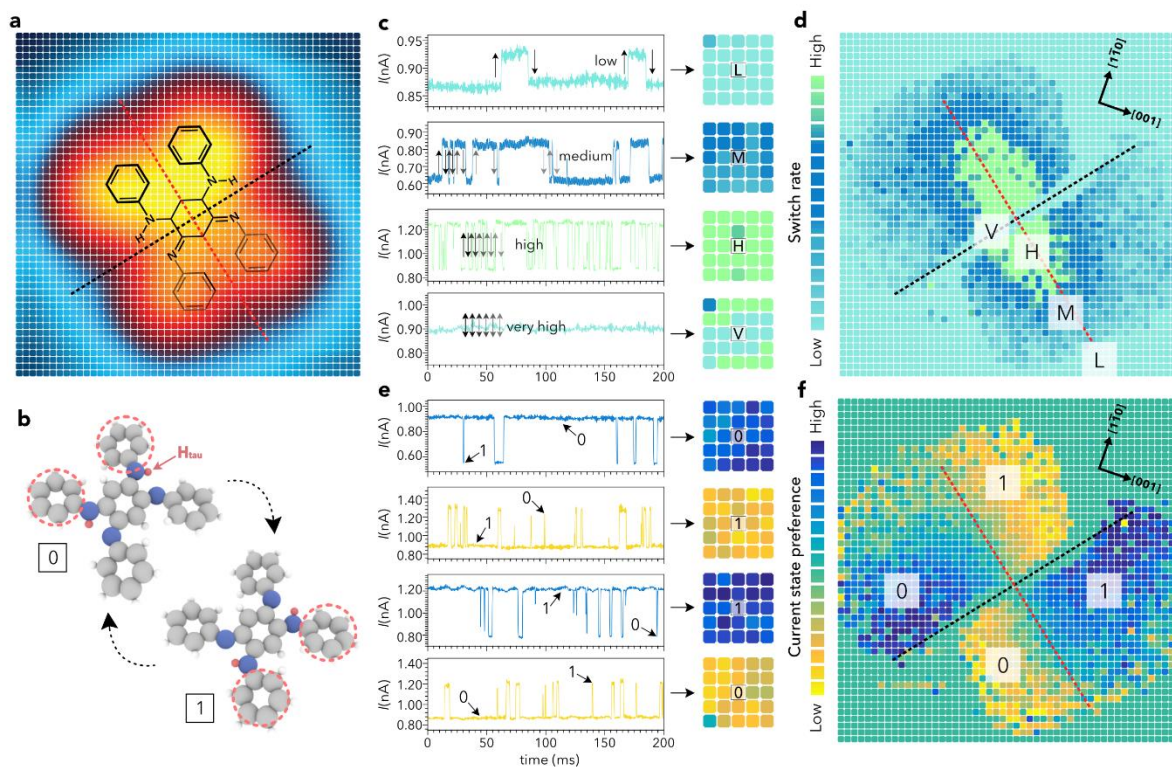 a
N
H
N
H
N
N
b
H_tau
0
1
c
I(nA)
0.95
0.90
0.85
low
L
I(nA)
0.90
0.80
0.70
0.60
medium
M
I(nA)
1.20
1.00
0.80
high
H
I(nA)
1.00
0.90
0.80
very high
V
0 50 100 150 200
d
High
Switch rate
Low
[1̅10]
[001]
V
H
M
L
e
I(nA)
1.00
0.80
0.60
1
0
0
I(nA)
1.40
1.20
1.00
0.80
1
0
1
I(nA)
1.20
1.00
0.80
1
0
1
I(nA)
1.40
1.20
1.00
0.80
0
1
0
0 50 100 150 200
time (ms)
f
High
Current state preference
Low
[1̅10]
[001]
1
0
1
0